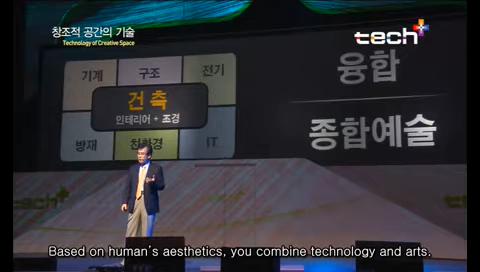 창조적 공간의 기술
Technology of Creative Space
tech+
기계 구조 전기
건축
인테리어 + 조경
방재 친환경 IT
융합
종합예술
tech+
Based on human's aesthetics, you combine technology and arts.